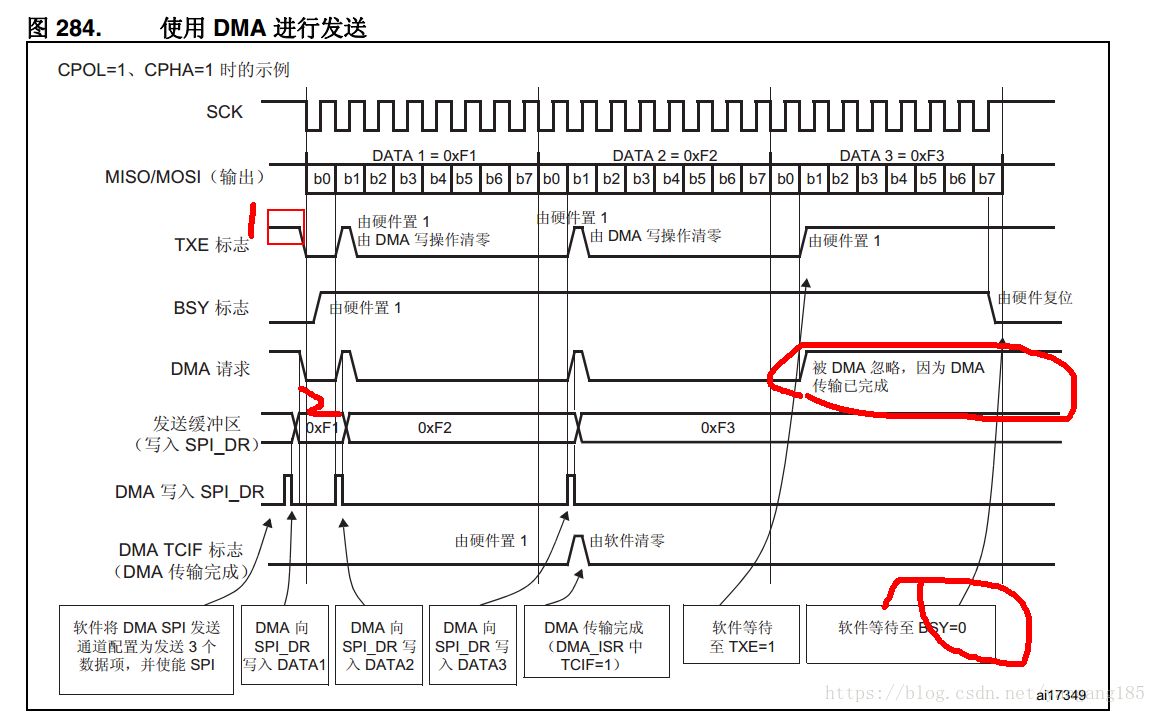 图 284. 使用 DMA 进行发送
CPOL=1、CPHA=1 时的示例
SCK
DATA 1 = 0xF1 DATA 2 = 0xF2 DATA 3 = 0xF3
MISO/MOSI（输出） b0 b1 b2 b3 b4 b5 b6 b7 b0 b1 b2 b3 b4 b5 b6 b7 b0 b1 b2 b3 b4 b5 b6 b7
由硬件置 1 由硬件置 1
TXE 标志 由 DMA 写操作清零 由 DMA 写操作清零 由硬件置 1
BSY 标志 由硬件置 1 由硬件复位
DMA 请求 被 DMA 忽略，因为 DMA
传输已完成
发送缓冲区 0xF1 0xF2 0xF3
（写入 SPI_DR）
DMA 写入 SPI_DR
DMA TCIF 标志 由硬件置 1 由软件清零
（DMA 传输完成）
软件将 DMA SPI 发送
通道配置为发送 3 个
数据项，并使能 SPI
DMA 向
SPI_DR
写入 DATA1
DMA 向
SPI_DR 写
入 DATA2
DMA 向
SPI_DR 写
入 DATA3
DMA 传输完成
（DMA_ISR 中
TCIF=1）
软件等待
至 TXE=1
软件等待至 BSY=0
ai17349